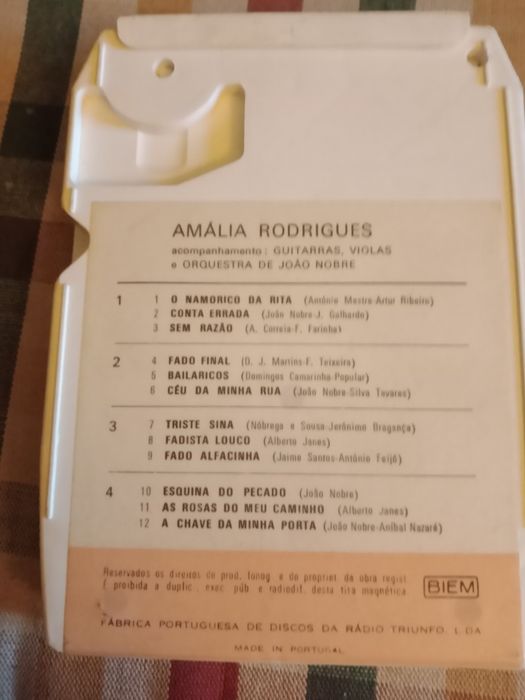 AMÁLIA RODRIGUES
acompanhamento: GUITARRAS, VIOLAS
e ORQUESTRA DE JOÃO NOBRE
1 1 O NAMORICO DA RITA (António Mestre-Artur Ribeiro)
2 CONTA ERRADA (João Nobre-J. Galhardo)
3 SEM RAZÃO (A. Correia-F. Farinha)
2 4 FADO FINAL (D. J. Martins-F. Teixeira)
5 BAILARICOS (Domingos Camarinha-Popular)
6 CÉU DA MINHA RUA (João Nobre-Silva Tavares)
3 7 TRISTE SINA (Nóbrega e Sousa-Jerónimo Bragança)
8 FADISTA LOUCO (Alberto Janes)
9 FADO ALFACINHA (Jaime Santos-António Feijó)
4 10 ESQUINA DO PECADO (João Nobre)
11 AS ROSAS DO MEU CAMINHO (Alberto Janes)
12 A CHAVE DA MINHA PORTA (João Nobre-Aníbal Nazaré)
Reservados os direitos do prod. fonog. e do propriet. da obra regist.
É proibida a duplic., exec. púb. e radiodif. desta fita magnética.
BIEM
FÁBRICA PORTUGUESA DE DISCOS DA RÁDIO TRIUNFO, L.DA
MADE IN PORTUGAL